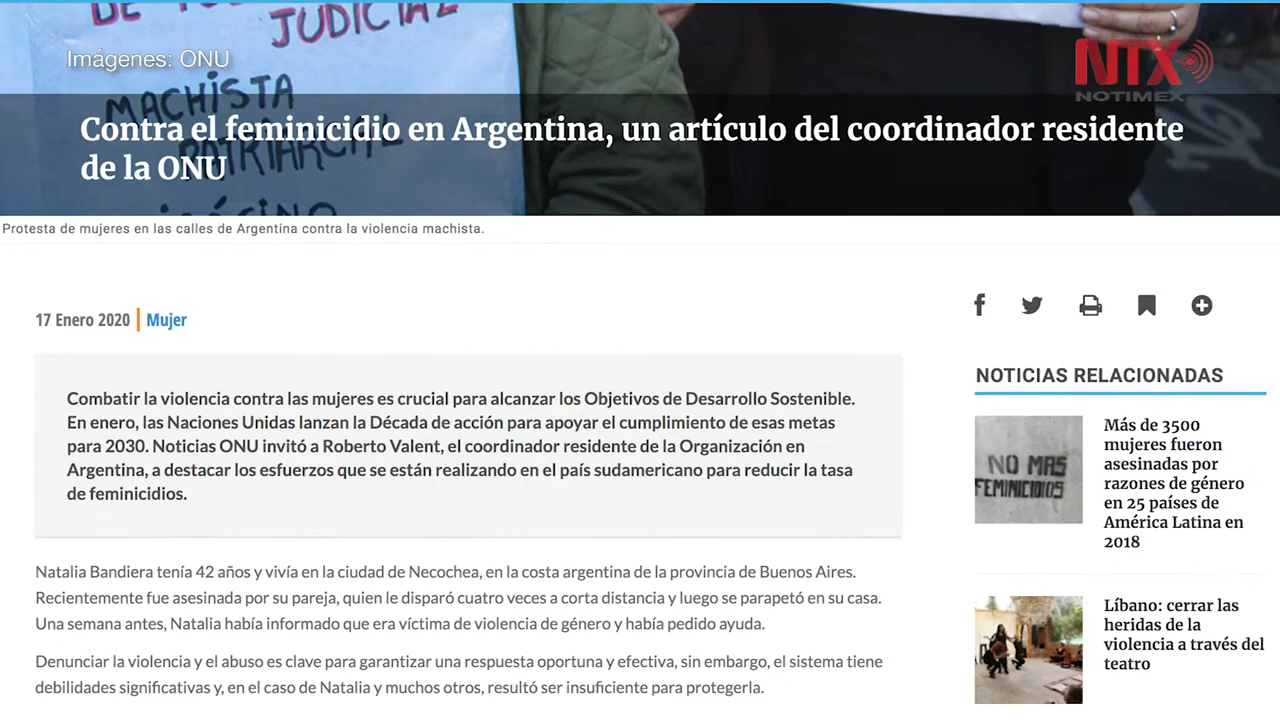 DE TO
JUDICIAL
Imágenes: ONU
NTX
NOTIMEX
MACHISTA
PATRIARCAL
Contra el feminicidio en Argentina, un artículo del coordinador residente
de la ONU
Protesta de mujeres en las calles de Argentina contra la violencia machista.
17 Enero 2020 | Mujer
Combatir la violencia contra las mujeres es crucial para alcanzar los Objetivos de Desarrollo Sostenible.
En enero, las Naciones Unidas lanzan la Década de acción para apoyar el cumplimiento de esas metas
para 2030. Noticias ONU invitó a Roberto Valent, el coordinador residente de la Organización en
Argentina, a destacar los esfuerzos que se están realizando en el país sudamericano para reducir la tasa
de feminicidios.
Natalia Bandiera tenía 42 años y vivía en la ciudad de Necochea, en la costa argentina de la provincia de Buenos Aires.
Recientemente fue asesinada por su pareja, quien le disparó cuatro veces a corta distancia y luego se parapetó en su casa.
Una semana antes, Natalia había informado que era víctima de violencia de género y había pedido ayuda.
Denunciar la violencia y el abuso es clave para garantizar una respuesta oportuna y efectiva, sin embargo, el sistema tiene
debilidades significativas y, en el caso de Natalia y muchos otros, resultó ser insuficiente para protegerla.
NOTICIAS RELACIONADAS
NO MAS
FEMINICIDIOS
Más de 3500
mujeres fueron
asesinadas por
razones de género
en 25 países de
América Latina en
2018
Líbano: cerrar las
heridas de la
violencia a través del
teatro